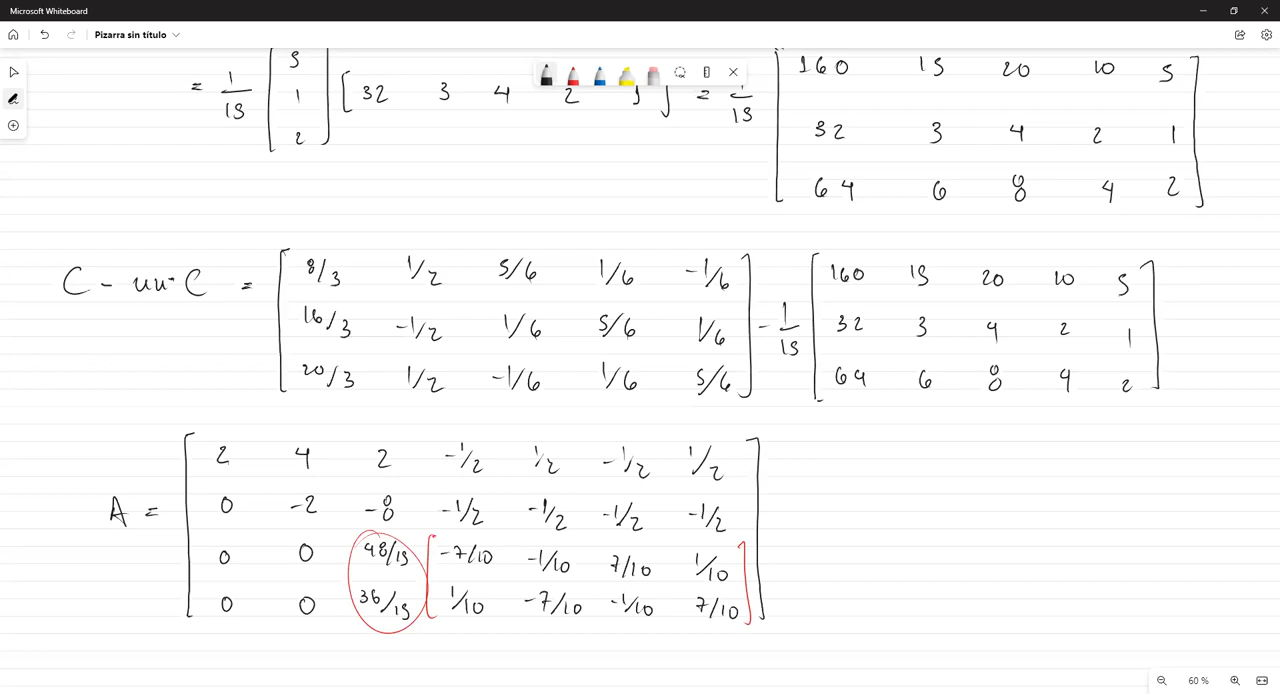 Microsoft Whiteboard
Pizarra sin título
= 1/15 [5 1 2] [32 3 4 2 1] = 1/15 [160 15 20 10 5
32 3 4 2 1
64 6 8 4 2]
C - uu*C = [8/3 1/2 5/6 1/6 -1/6
16/3 -1/2 1/6 5/6 1/6
20/3 1/2 -1/6 1/6 5/6] - 1/15 [160 15 20 10 5
32 3 4 2 1
64 6 8 4 2]
A = [2 4 2 -1/2 1/2 -1/2 1/2
0 -2 -8 -1/2 -1/2 -1/2 -1/2
0 0 48/15 [-7/10 -1/10 7/10 1/10
0 0 36/15 1/10 -7/10 -1/10 7/10]]
60 %